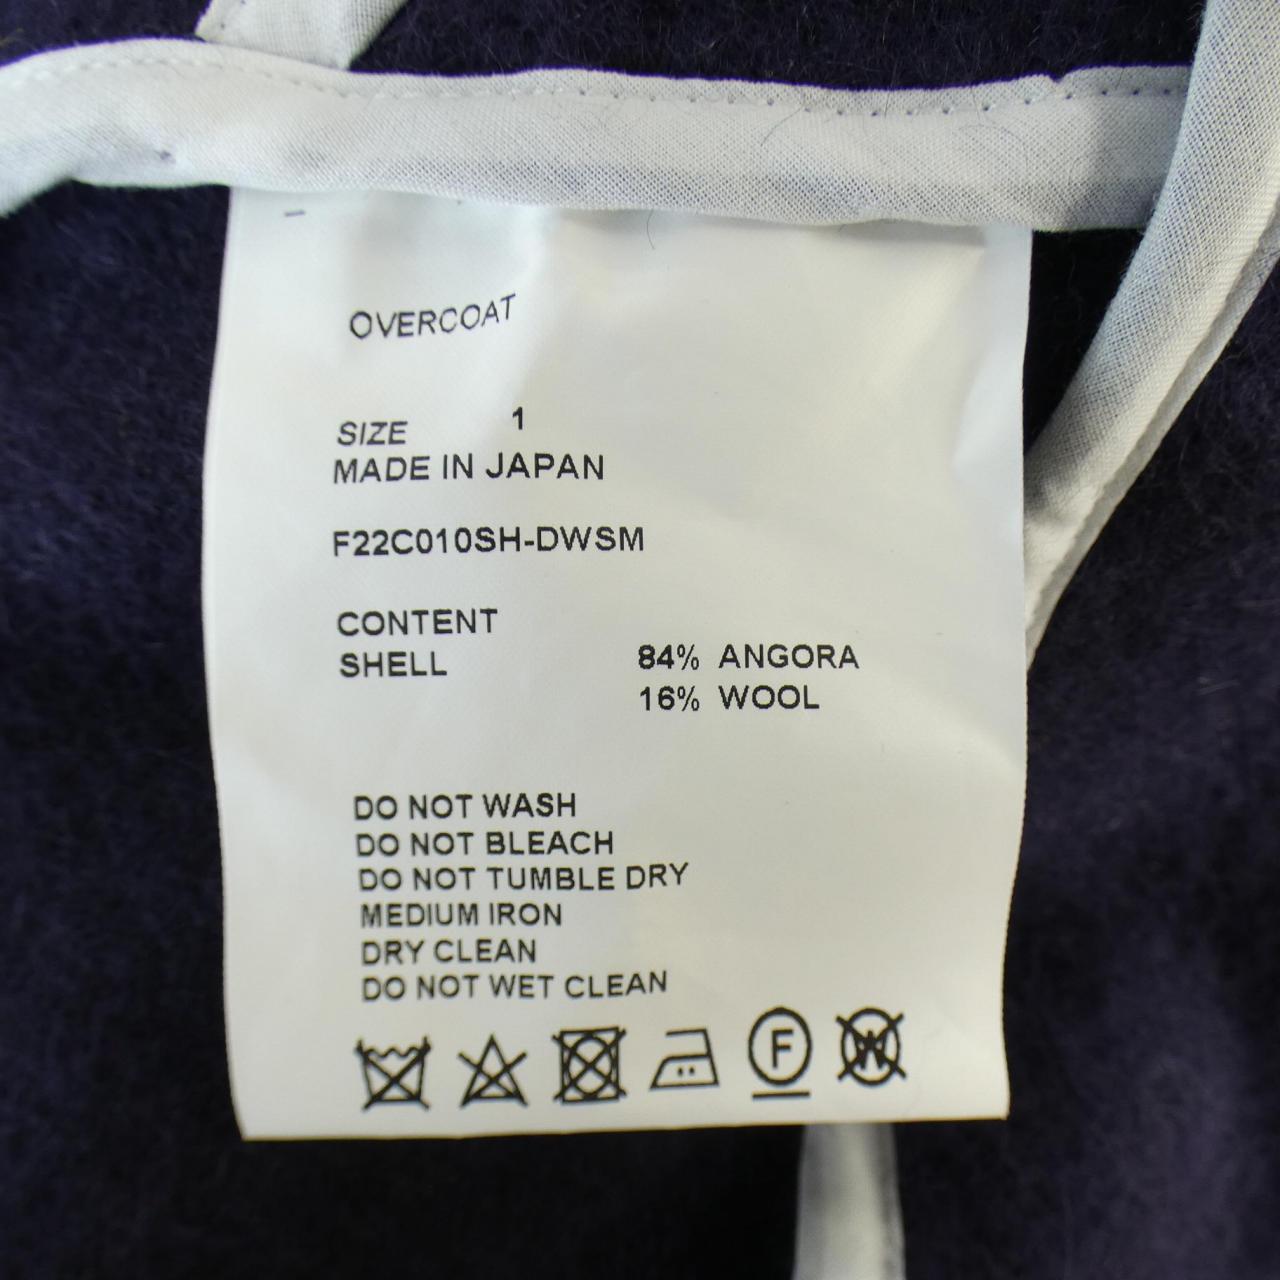 OVERCOAT
SIZE 1
MADE IN JAPAN
F22C010SH-DWSM
CONTENT
SHELL 84% ANGORA
16% WOOL
DO NOT WASH
DO NOT BLEACH
DO NOT TUMBLE DRY
MEDIUM IRON
DRY CLEAN
DO NOT WET CLEAN
F W